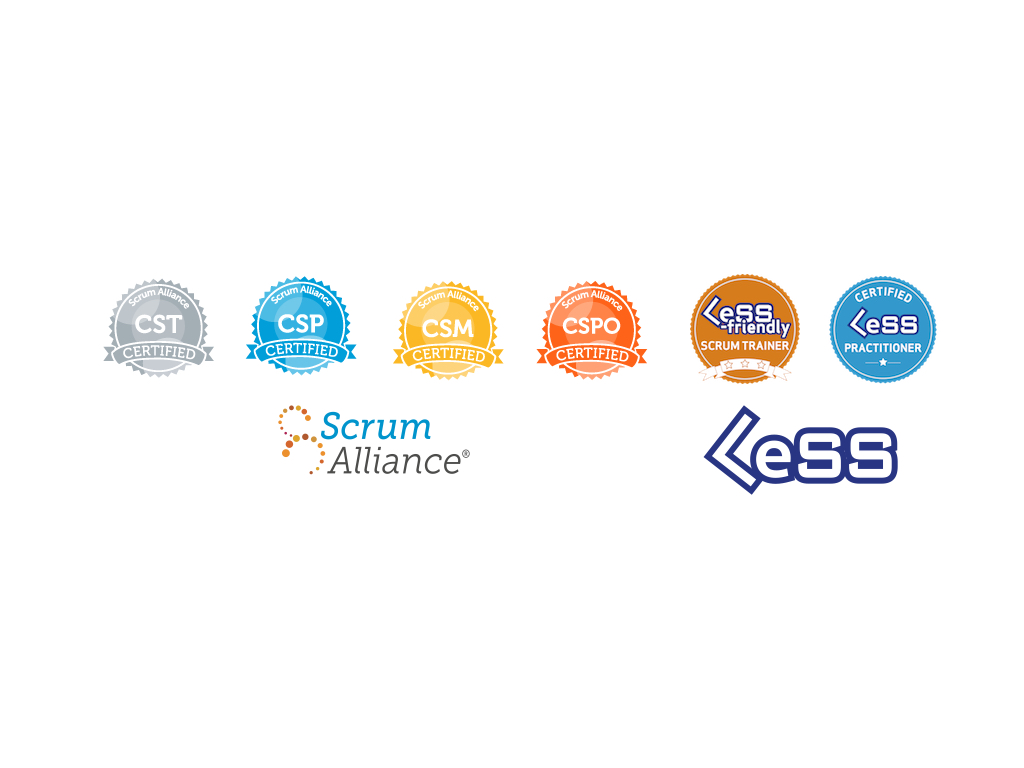 Scrum Alliance
CST
CERTIFIED
Scrum Alliance
CSP
CERTIFIED
Scrum Alliance
CSM
CERTIFIED
Scrum Alliance
CSPO
CERTIFIED
LeSS
-friendly
SCRUM TRAINER
CERTIFIED
LeSS
PRACTITIONER
Scrum
Alliance®
LeSS